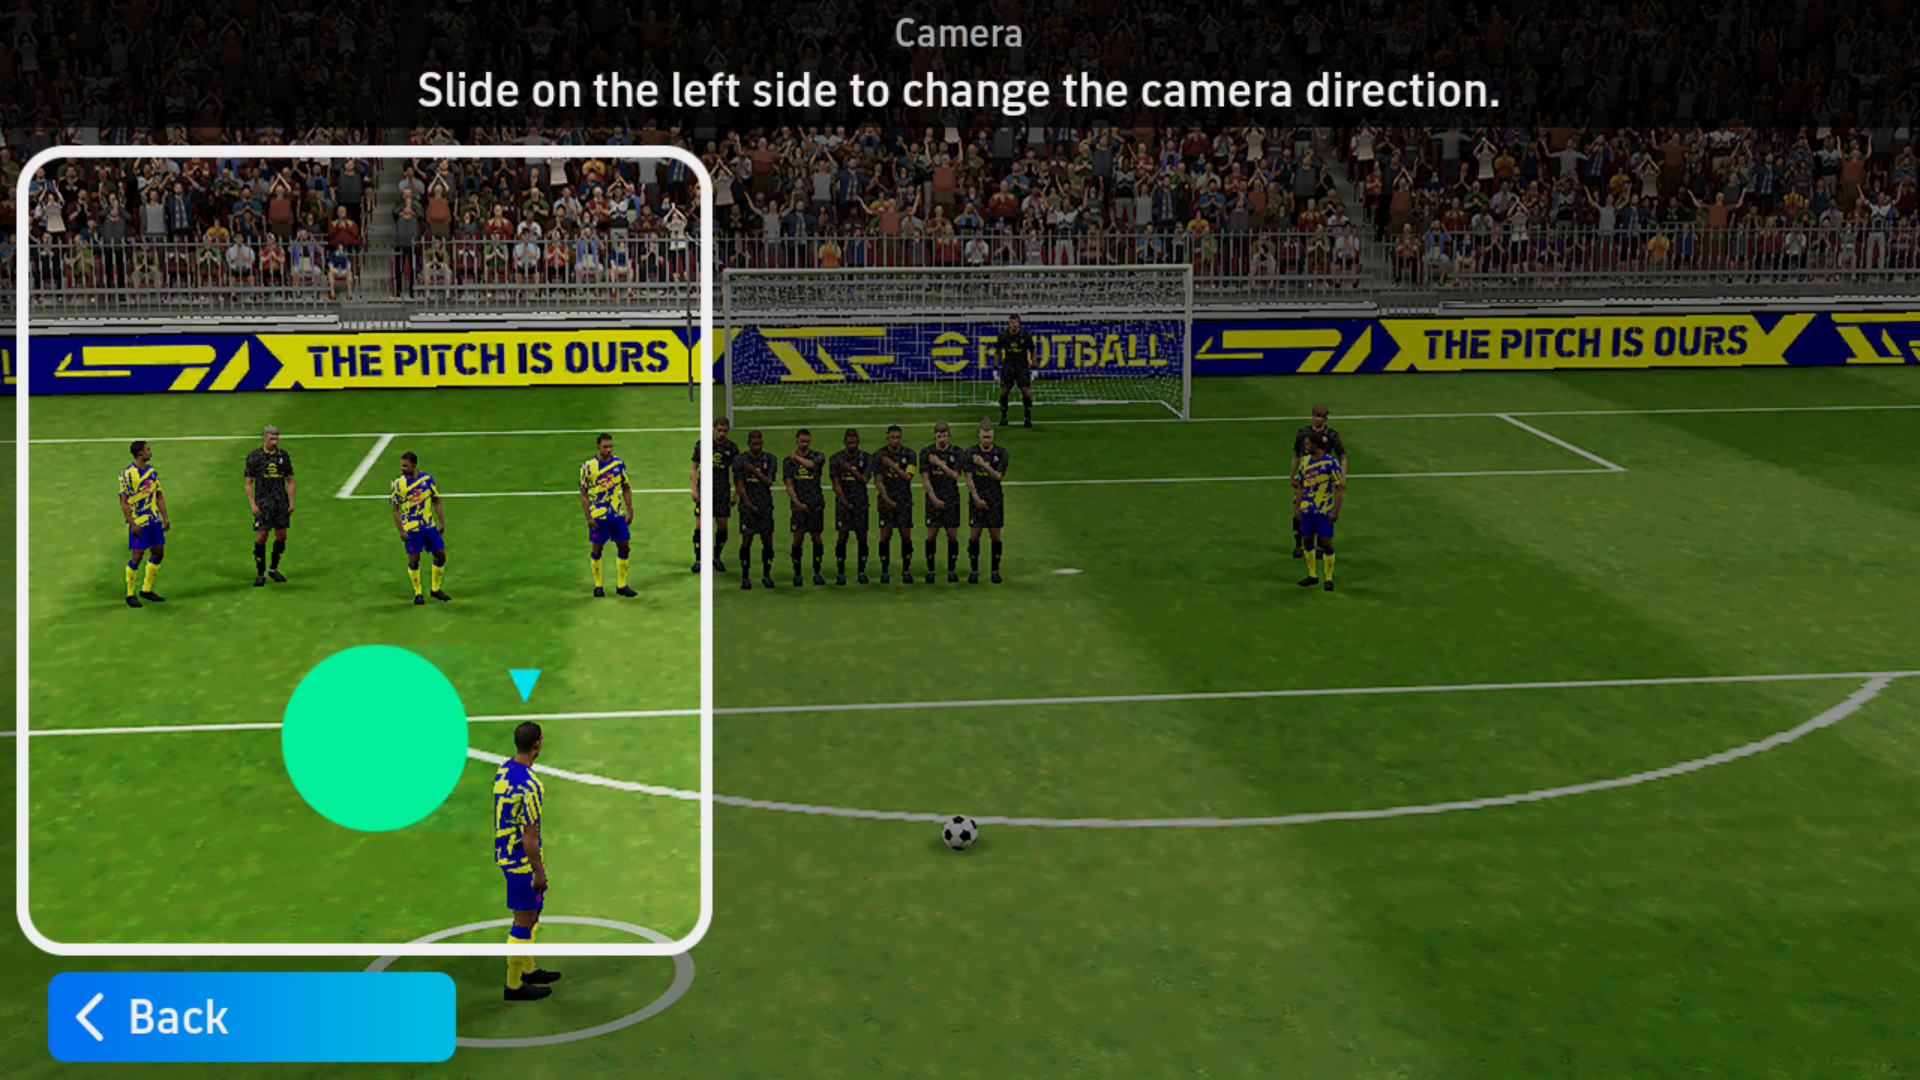 Camera
Slide on the left side to change the camera direction.
THE PITCH IS OURS
FOOTBALL
THE PITCH IS OURS
Back